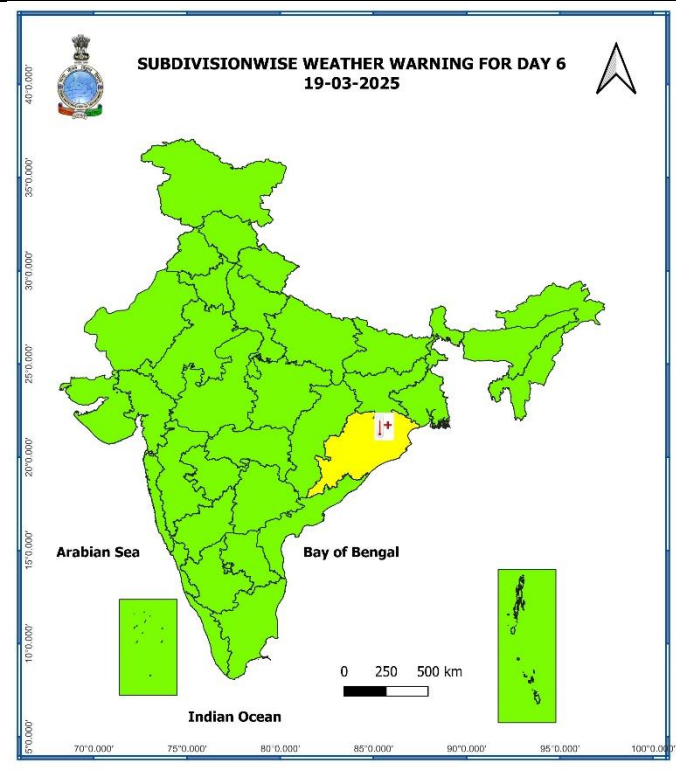 SUBDIVISIONWISE WEATHER WARNING FOR DAY 6
19-03-2025
40°0.000'
35°0.000'
30°0.000'
25°0.000'
20°0.000'
15°0.000'
10°0.000'
5°0.000'
Arabian Sea
Bay of Bengal
0 250 500 km
Indian Ocean
70°0.000' 75°0.000' 80°0.000' 85°0.000' 90°0.000' 95°0.000' 100°0.000'